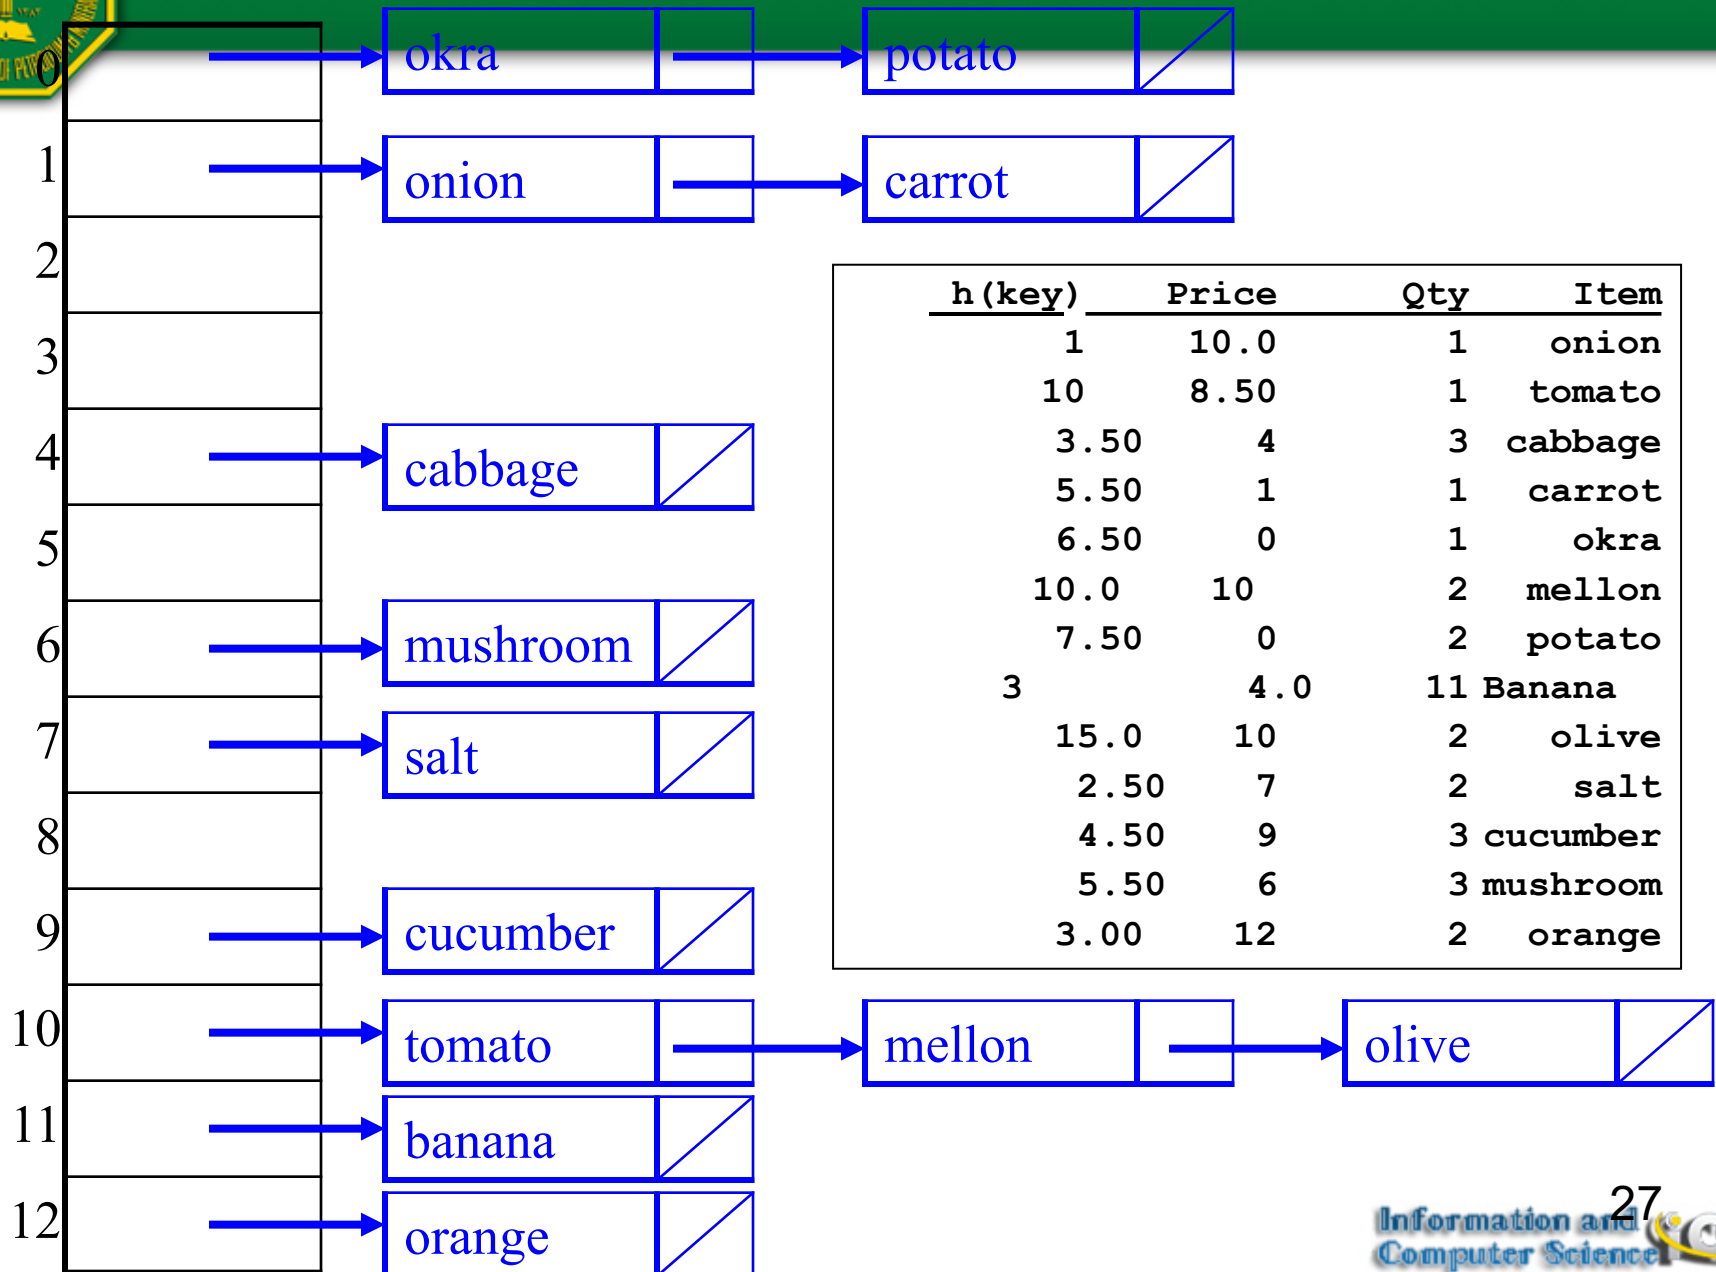 0 okra potato
1 onion carrot
2
3
4 cabbage
5
6 mushroom
7 salt
8
9 cucumber
10 tomato mellon olive
11 banana
12 orange
h(key) Price Qty Item
1 10.0 1 onion
10 8.50 1 tomato
3.50 4 3 cabbage
5.50 1 1 carrot
6.50 0 1 okra
10.0 10 2 mellon
7.50 0 2 potato
3 4.0 11 Banana
15.0 10 2 olive
2.50 7 2 salt
4.50 9 3 cucumber
5.50 6 3 mushroom
3.00 12 2 orange
27
Information and
Computer Science